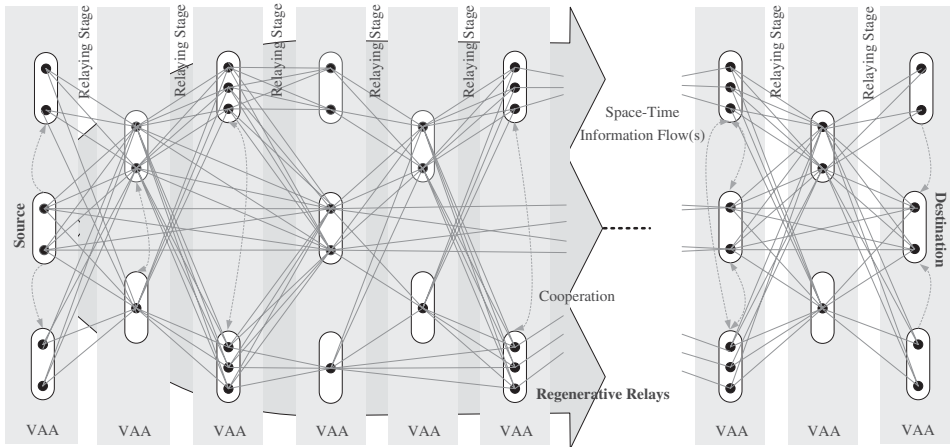 Relaying Stage
Relaying Stage
Relaying Stage
Relaying Stage
Relaying Stage
Relaying Stage
Relaying Stage
Space-Time
Information Flow(s)
Source
Destination
Cooperation
Regenerative Relays
VAA
VAA
VAA
VAA
VAA
VAA
VAA
VAA
VAA